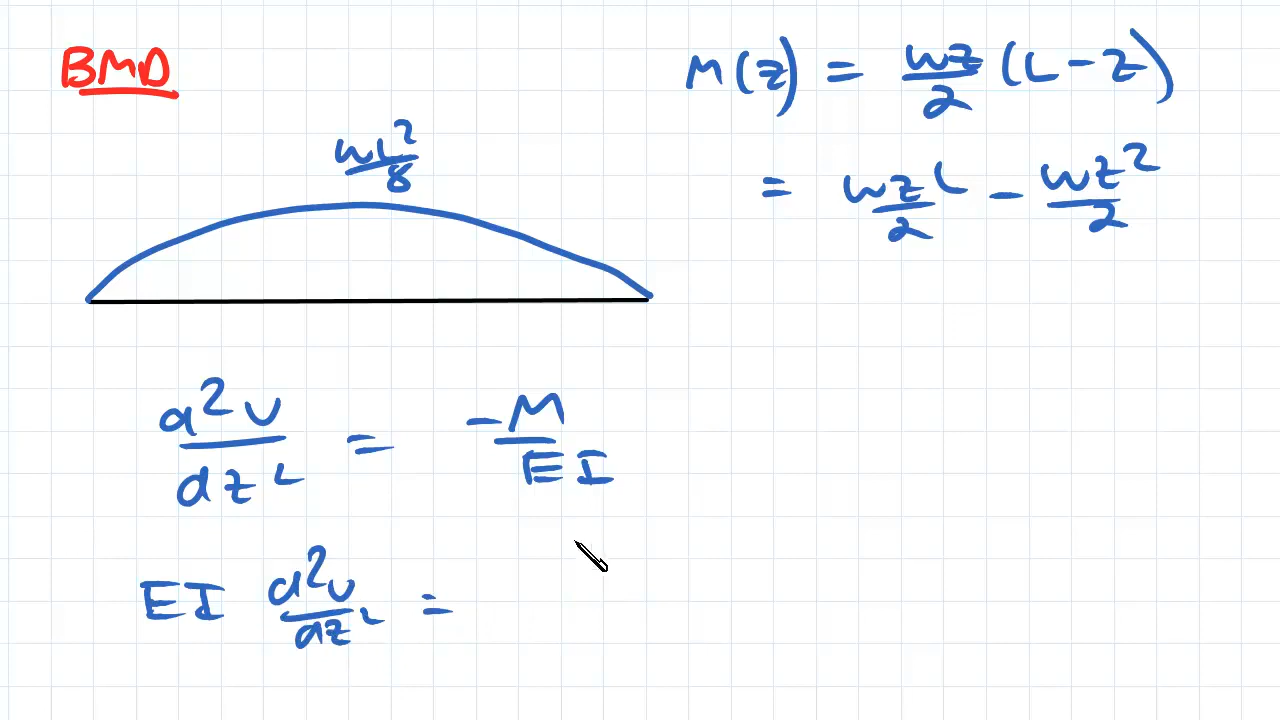 BMD
M(z) = wz/2 (L - z)
= wzL/2 - wz²/2
wL²/8
d²v/dz² = -M/EI
EI d²v/dz² =